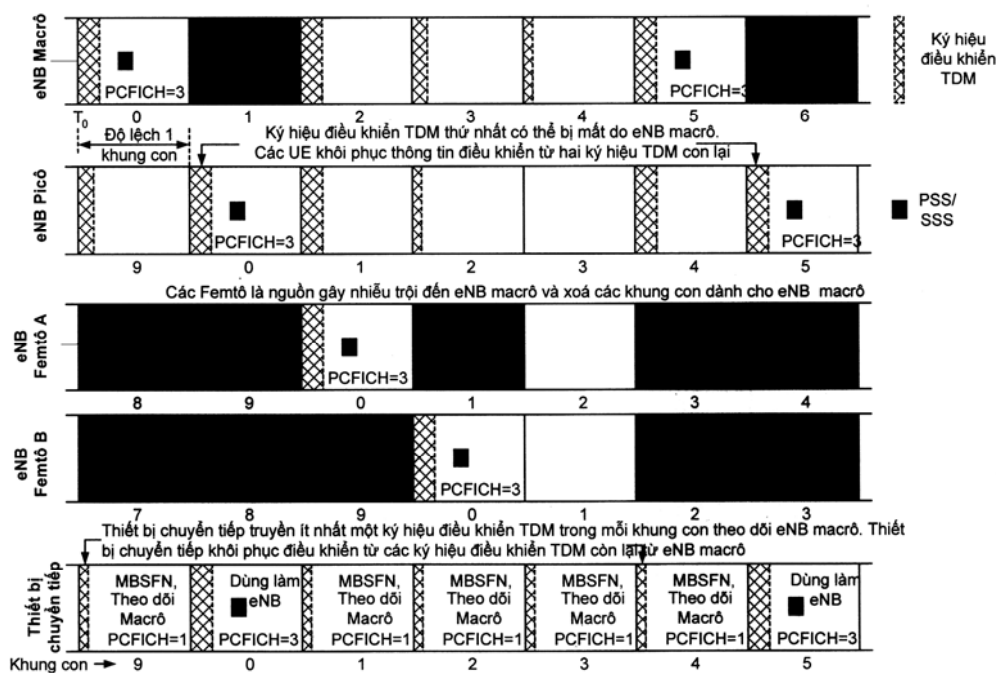 eNB Macrô
PCFICH=3
PCFICH=3
Ký hiệu
điều khiển
TDM
T0 0 1 2 3 4 5 6
Độ lệch 1
khung con
Ký hiệu điều khiển TDM thứ nhất có thể bị mất do eNB macrô.
Các UE khôi phục thông tin điều khiển từ hai ký hiệu TDM còn lại
eNB Picô
PCFICH=3
PCFICH=3
PSS/
SSS
9 0 1 2 3 4 5
Các Femtô là nguồn gây nhiễu trội đến eNB macrô và xoá các khung con dành cho eNB macrô
eNB
Femtô A
PCFICH=3
8 9 0 1 2 3 4
eNB
Femtô B
PCFICH=3
7 8 9 0 1 2 3
Thiết bị chuyển tiếp truyền ít nhất một ký hiệu điều khiển TDM trong mỗi khung con theo dõi eNB macrô. Thiết
bị chuyển tiếp khôi phục điều khiển từ các ký hiệu điều khiển TDM còn lại từ eNB macrô
Thiết bị
chuyển tiếp
MBSFN,
Theo dõi
Macrô
PCFICH=1
Dùng làm
eNB
PCFICH=3
MBSFN,
Theo dõi
Macrô
PCFICH=1
MBSFN,
Theo dõi
Macrô
PCFICH=1
MBSFN,
Theo dõi
Macrô
PCFICH=1
MBSFN,
Theo dõi
Macrô
PCFICH=1
Dùng làm
eNB
PCFICH=3
Khung con 9 0 1 2 3 4 5